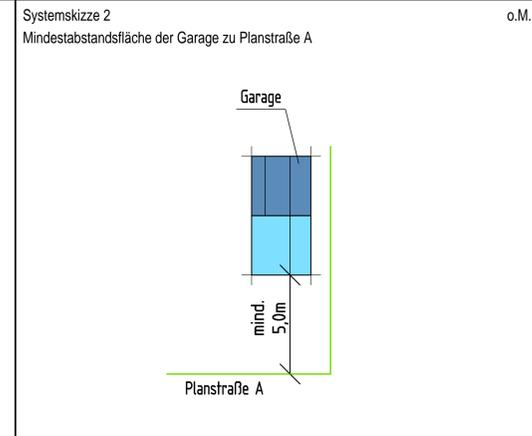 Systemskizze 2
o.M.
Mindestabstandsfläche der Garage zu Planstraße A
Garage
mind.
5,0m
Planstraße A